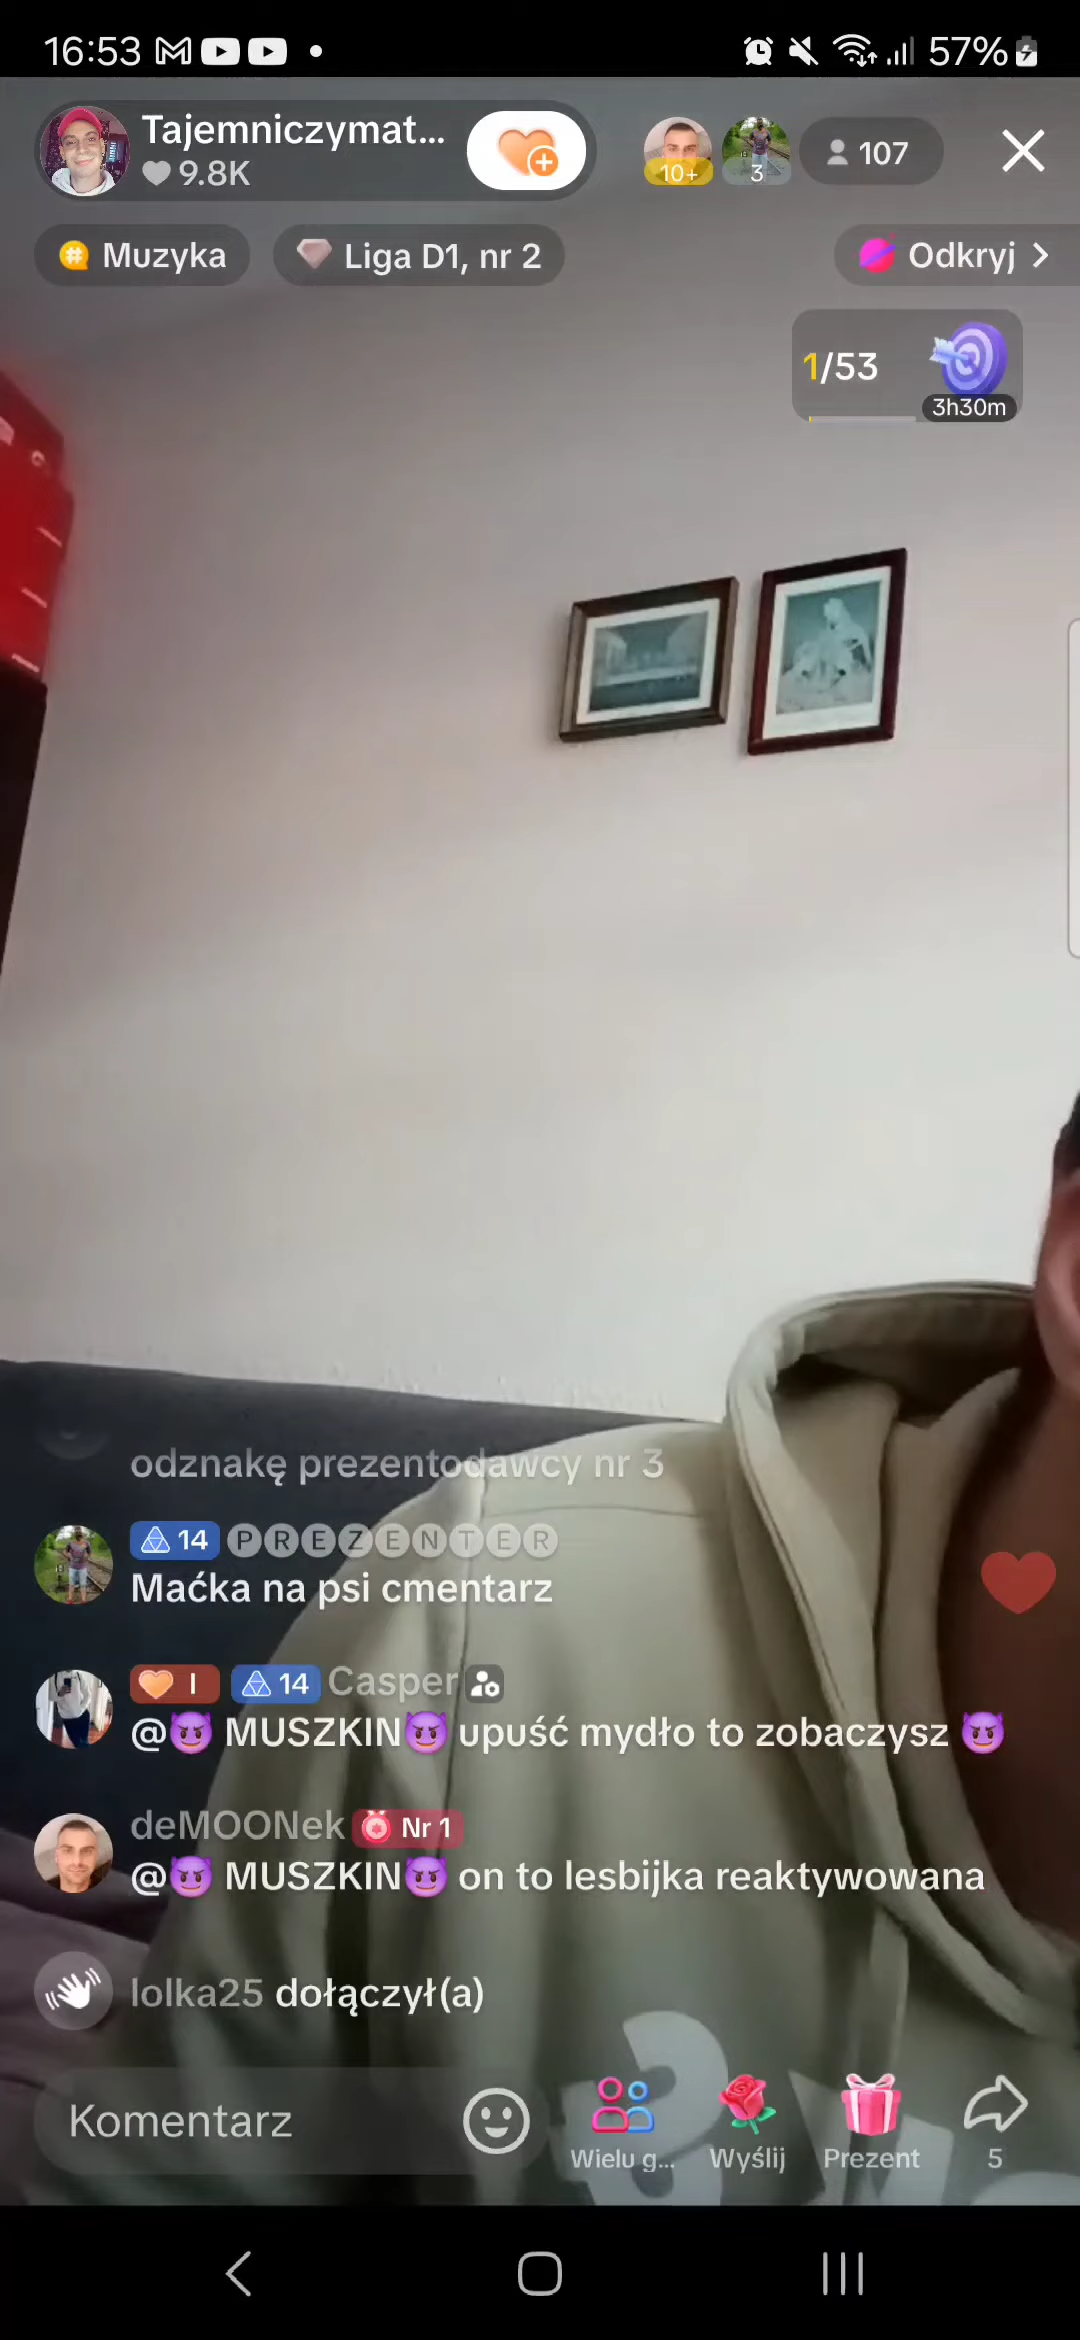 16:53 57%
Tajemniczymat...
9.8K
10+ 3 107
Muzyka Liga D1, nr 2 Odkryj
1/53
3h30m
odznakę prezentodawcy nr 3
14 PREZENTER
Maćka na psi cmentarz
I 14 Casper
@😈 MUSZKIN😈 upuść mydło to zobaczysz 😈
deMOONek Nr 1
@😈 MUSZKIN😈 on to lesbijka reaktywowana
lolka25 dołączył(a)
Komentarz
Wielu g... Wyślij Prezent 5